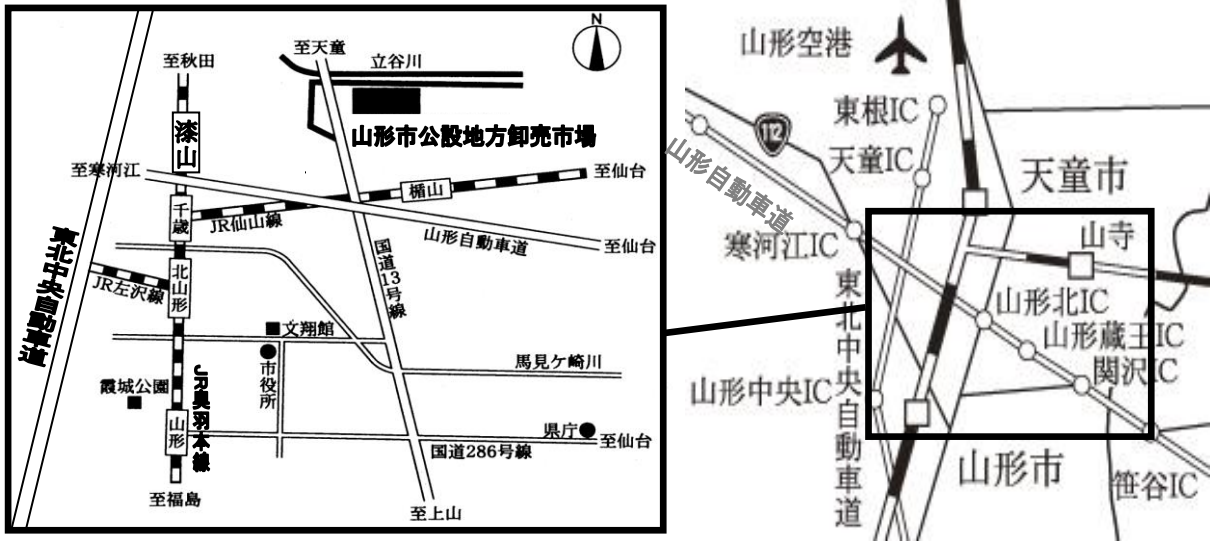 N
至天童
立谷川
至秋田
漆山
山形市公設地方卸売市場
至寒河江
楯山
至仙台
千歳
JR仙山線
山形自動車道
至仙台
東北中央自動車道
JR左沢線
北山形
国道13号線
文翔館
市役所
馬見ケ崎川
霞城公園
JR奥羽本線
山形
県庁
至仙台
国道286号線
至福島
至上山
山形空港
東根IC
112
天童IC
山形自動車道
天童市
寒河江IC
山寺
東北中央自動車道
山形北IC
山形蔵王IC
関沢IC
山形中央IC
山形市
笹谷IC